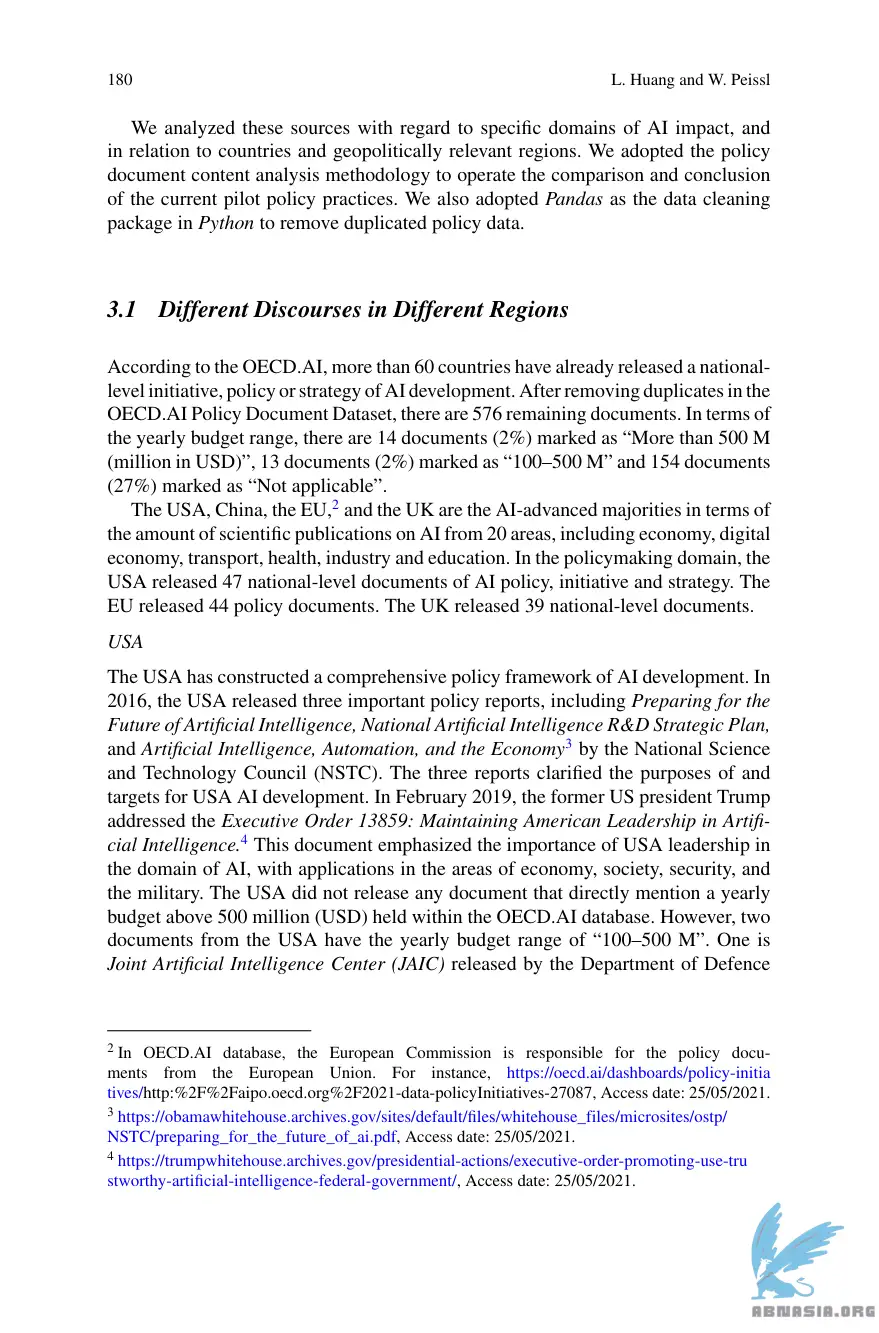 180 L. Huang and W. Peissl
We analyzed these sources with regard to specific domains of AI impact, and
in relation to countries and geopolitically relevant regions. We adopted the policy
document content analysis methodology to operate the comparison and conclusion
of the current pilot policy practices. We also adopted Pandas as the data cleaning
package in Python to remove duplicated policy data.
3.1 Different Discourses in Different Regions
According to the OECD.AI, more than 60 countries have already released a national-
level initiative, policy or strategy of AI development. After removing duplicates in the
OECD.AI Policy Document Dataset, there are 576 remaining documents. In terms of
the yearly budget range, there are 14 documents (2%) marked as “More than 500 M
(million in USD)”, 13 documents (2%) marked as “100–500 M” and 154 documents
(27%) marked as “Not applicable”.
The USA, China, the EU,2 and the UK are the AI-advanced majorities in terms of
the amount of scientific publications on AI from 20 areas, including economy, digital
economy, transport, health, industry and education. In the policymaking domain, the
USA released 47 national-level documents of AI policy, initiative and strategy. The
EU released 44 policy documents. The UK released 39 national-level documents.
USA
The USA has constructed a comprehensive policy framework of AI development. In
2016, the USA released three important policy reports, including Preparing for the
Future of Artificial Intelligence, National Artificial Intelligence R&D Strategic Plan,
and Artificial Intelligence, Automation, and the Economy3 by the National Science
and Technology Council (NSTC). The three reports clarified the purposes of and
targets for USA AI development. In February 2019, the former US president Trump
addressed the Executive Order 13859: Maintaining American Leadership in Artifi-
cial Intelligence.4 This document emphasized the importance of USA leadership in
the domain of AI, with applications in the areas of economy, society, security, and
the military. The USA did not release any document that directly mention a yearly
budget above 500 million (USD) held within the OECD.AI database. However, two
documents from the USA have the yearly budget range of “100–500 M”. One is
Joint Artificial Intelligence Center (JAIC) released by the Department of Defence
2 In OECD.AI database, the European Commission is responsible for the policy docu-
ments from the European Union. For instance, https://oecd.ai/dashboards/policy-initia
tives/http:%2F%2Faipo.oecd.org%2F2021-data-policyInitiatives-27087, Access date: 25/05/2021.
3 https://obamawhitehouse.archives.gov/sites/default/files/whitehouse_files/microsites/ostp/
NSTC/preparing_for_the_future_of_ai.pdf, Access date: 25/05/2021.
4 https://trumpwhitehouse.archives.gov/presidential-actions/executive-order-promoting-use-tru
stworthy-artificial-intelligence-federal-government/, Access date: 25/05/2021.
ABNASIA.ORG